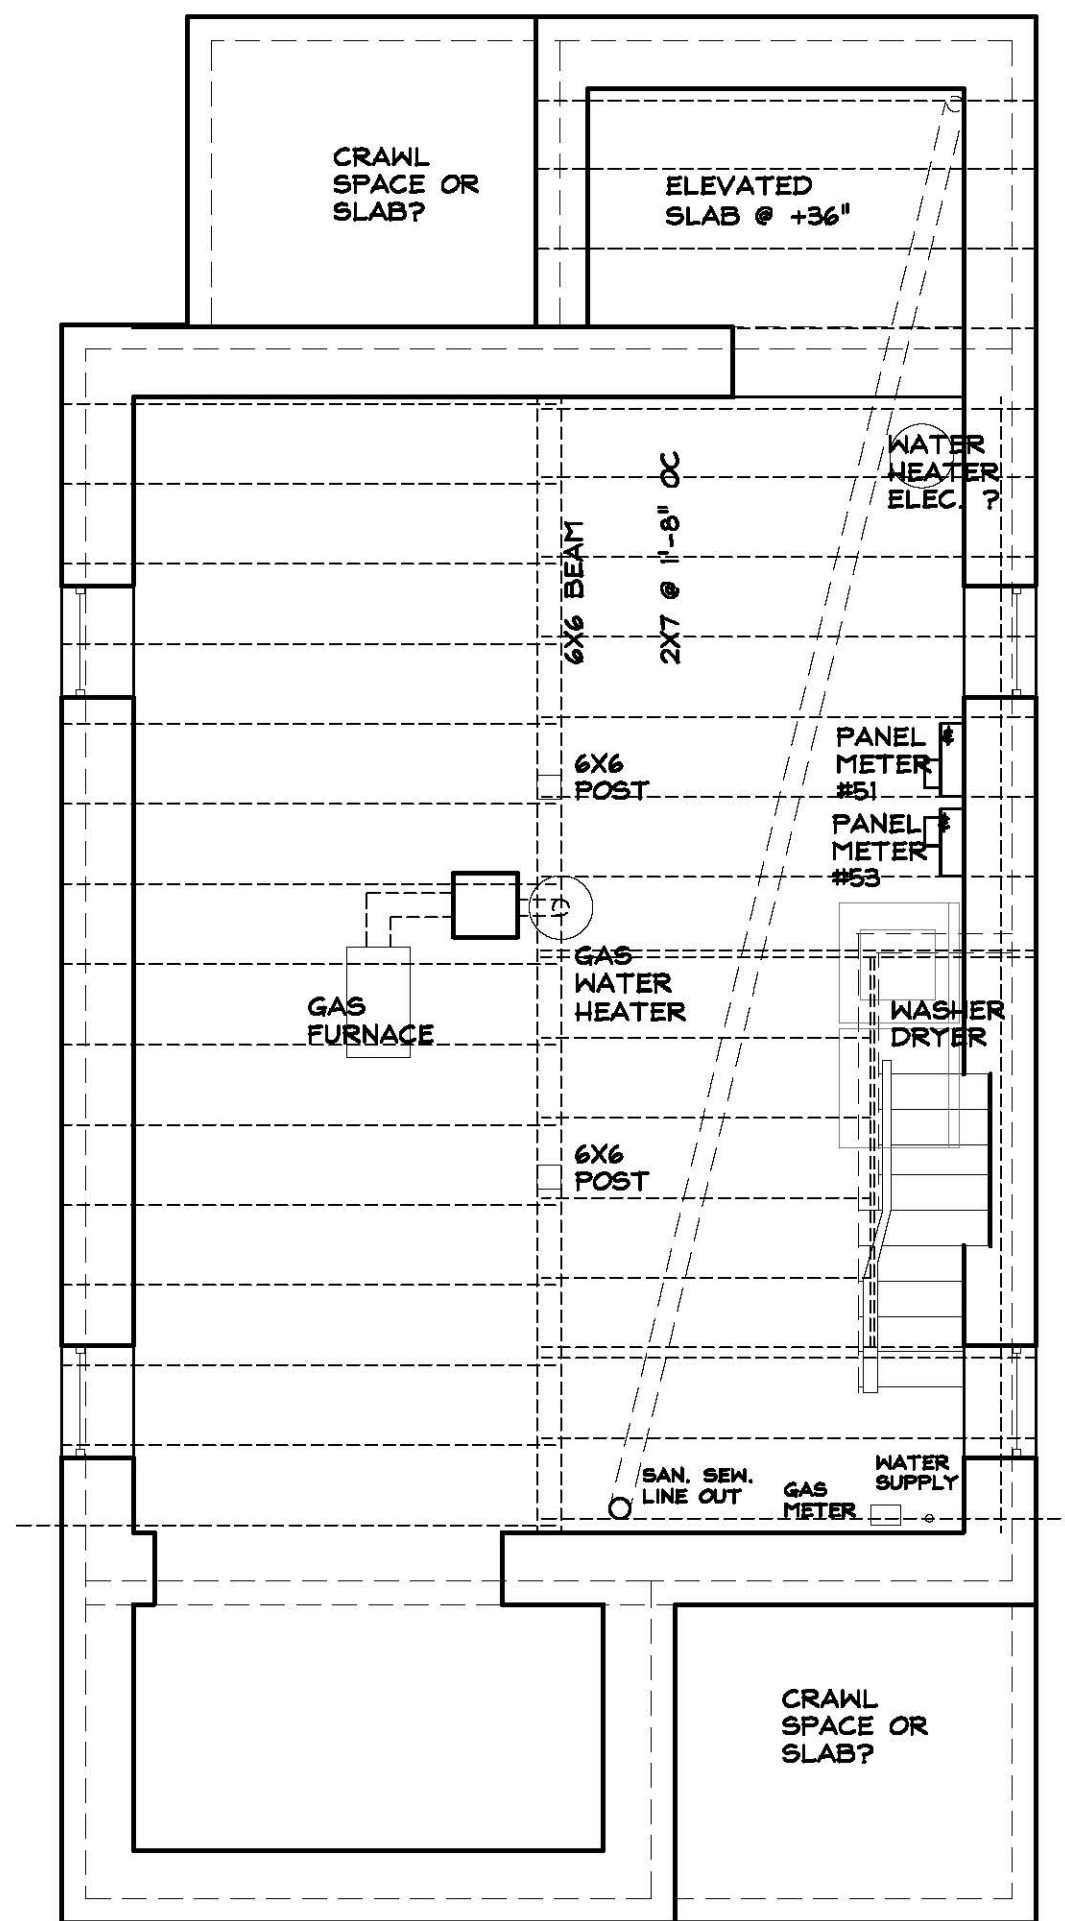 CRAWL
SPACE OR
SLAB?
ELEVATED
SLAB @ +36"
WATER
HEATER
ELEC. ?
6X6 BEAM
2X7 @ 1'-8" OC
6X6
POST
PANEL &
METER
#51
PANEL &
METER
#53
GAS
WATER
HEATER
GAS
FURNACE
WASHER
DRYER
6X6
POST
SAN. SEW.
LINE OUT
GAS
METER
WATER
SUPPLY
CRAWL
SPACE OR
SLAB?